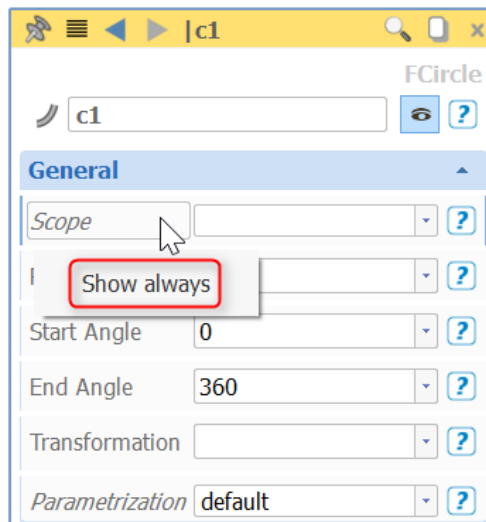 |c1
FCircle
c1
General
Scope
Show always
Start Angle 0
End Angle 360
Transformation
Parametrization default